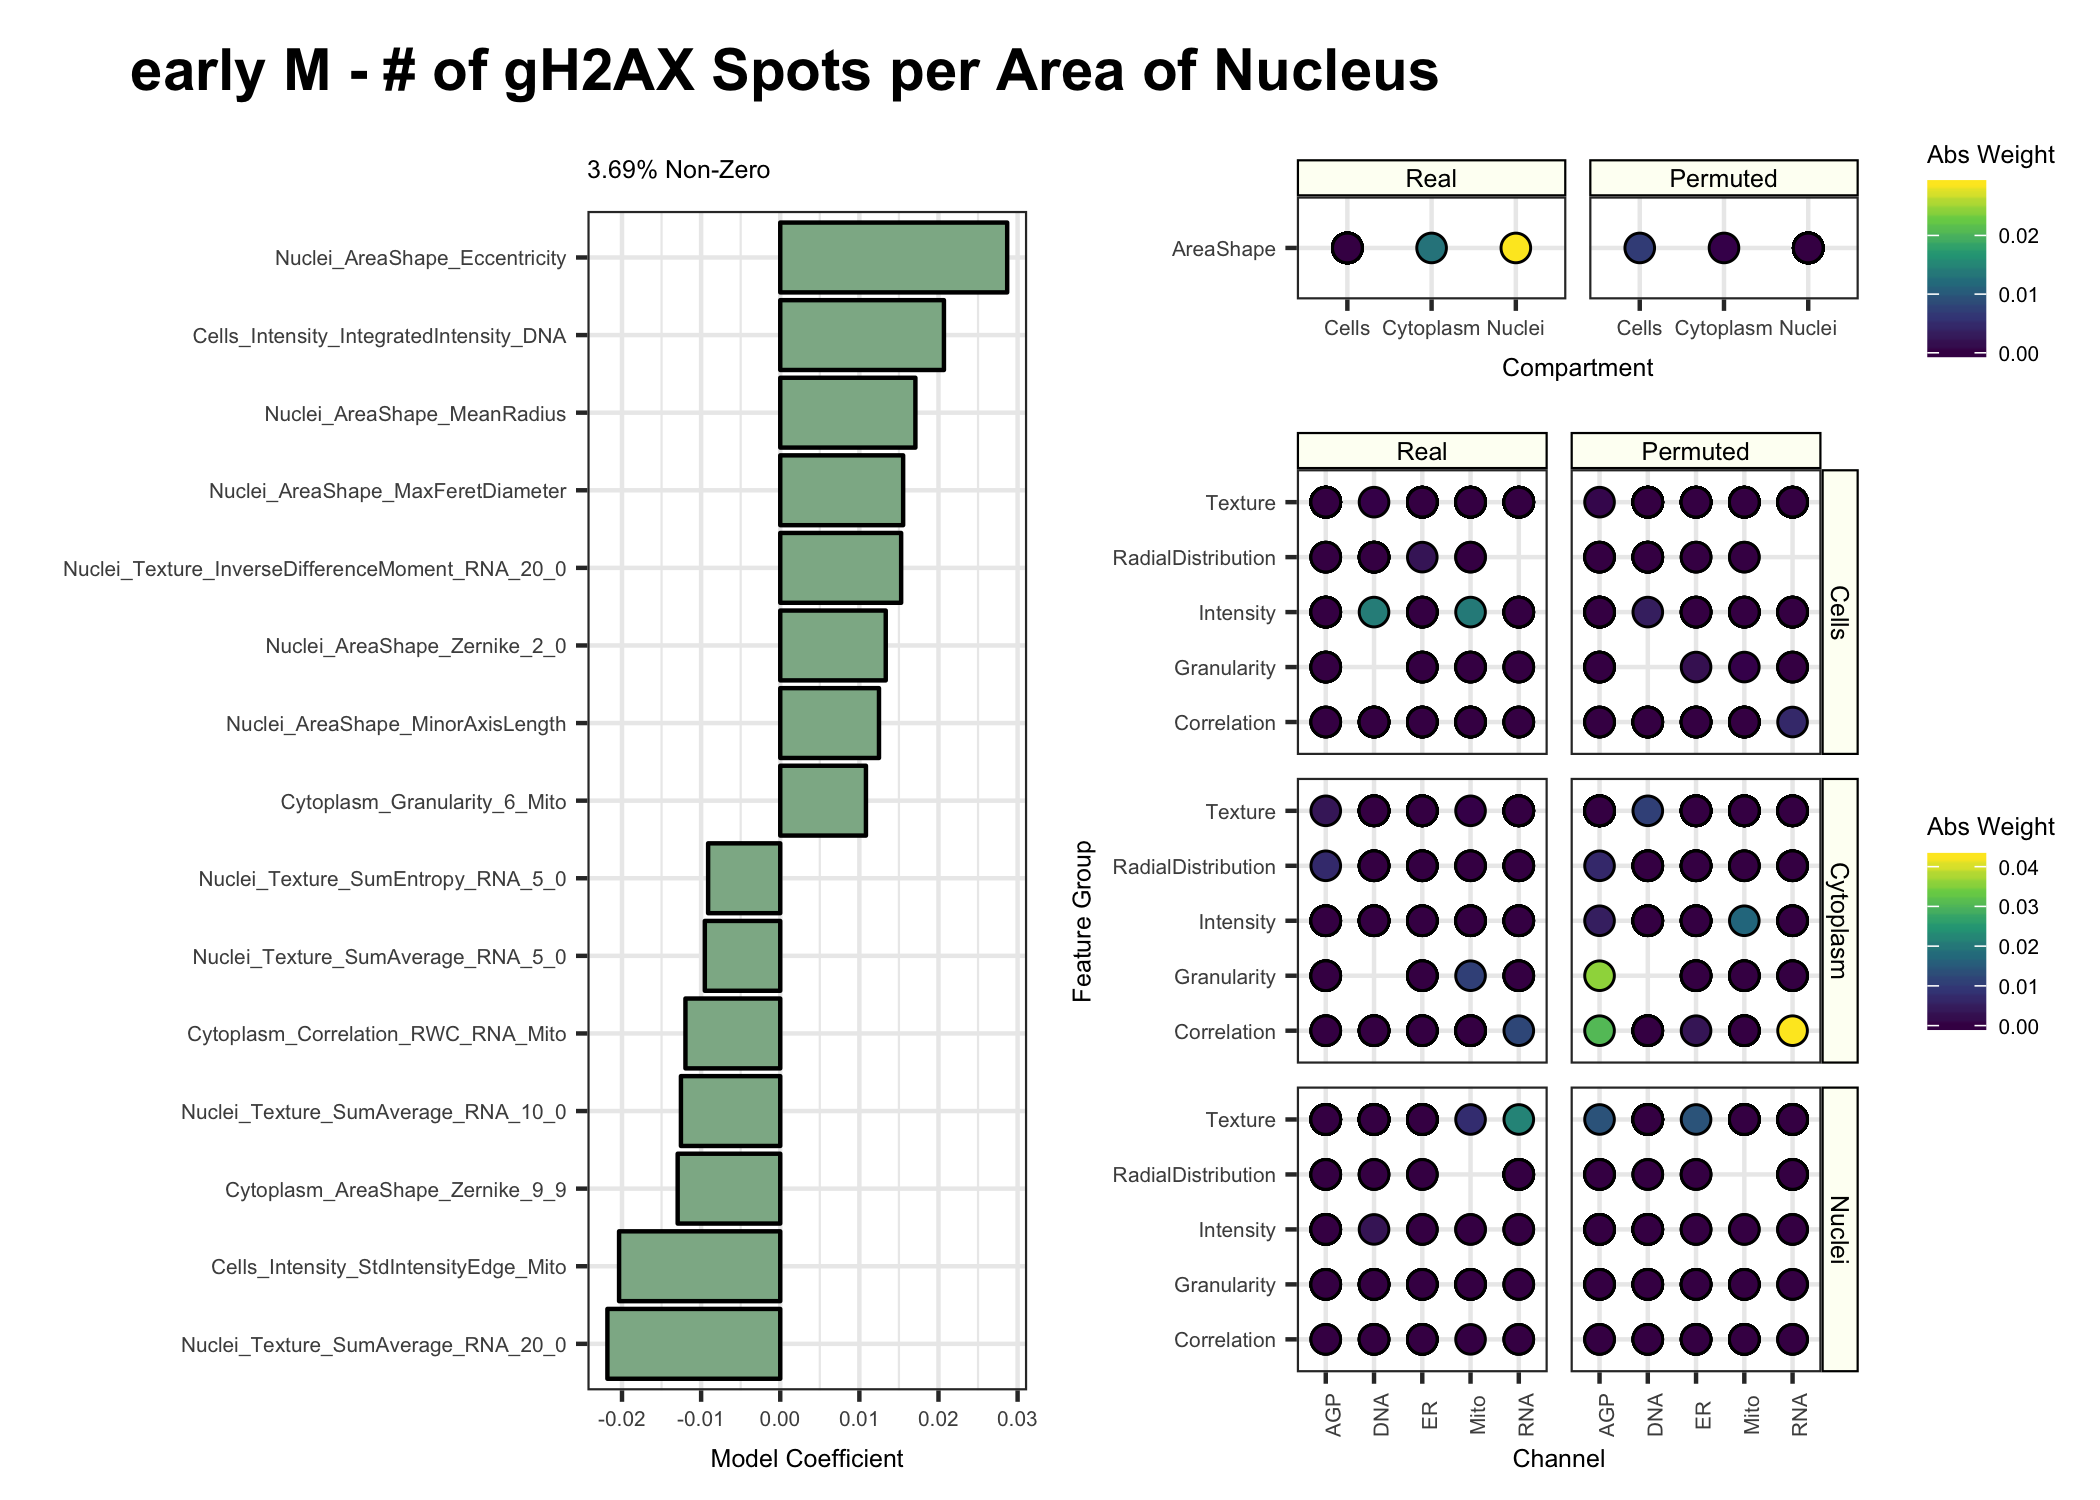 early M - # of gH2AX Spots per Area of Nucleus
3.69% Non-Zero
Nuclei_AreaShape_Eccentricity
Cells_Intensity_IntegratedIntensity_DNA
Nuclei_AreaShape_MeanRadius
Nuclei_AreaShape_MaxFeretDiameter
Nuclei_Texture_InverseDifferenceMoment_RNA_20_0
Nuclei_AreaShape_Zernike_2_0
Nuclei_AreaShape_MinorAxisLength
Cytoplasm_Granularity_6_Mito
Nuclei_Texture_SumEntropy_RNA_5_0
Nuclei_Texture_SumAverage_RNA_5_0
Cytoplasm_Correlation_RWC_RNA_Mito
Nuclei_Texture_SumAverage_RNA_10_0
Cytoplasm_AreaShape_Zernike_9_9
Cells_Intensity_StdIntensityEdge_Mito
Nuclei_Texture_SumAverage_RNA_20_0
-0.02 -0.01 0.00 0.01 0.02 0.03
Model Coefficient
Real Permuted
AreaShape
Cells Cytoplasm Nuclei Cells Cytoplasm Nuclei
Compartment
Abs Weight
0.02
0.01
0.00
Real Permuted
Feature Group
Texture
RadialDistribution
Intensity
Granularity
Correlation
Cells
Texture
RadialDistribution
Intensity
Granularity
Correlation
Cytoplasm
Texture
RadialDistribution
Intensity
Granularity
Correlation
Nuclei
AGP DNA ER Mito RNA AGP DNA ER Mito RNA
Channel
Abs Weight
0.04
0.03
0.02
0.01
0.00